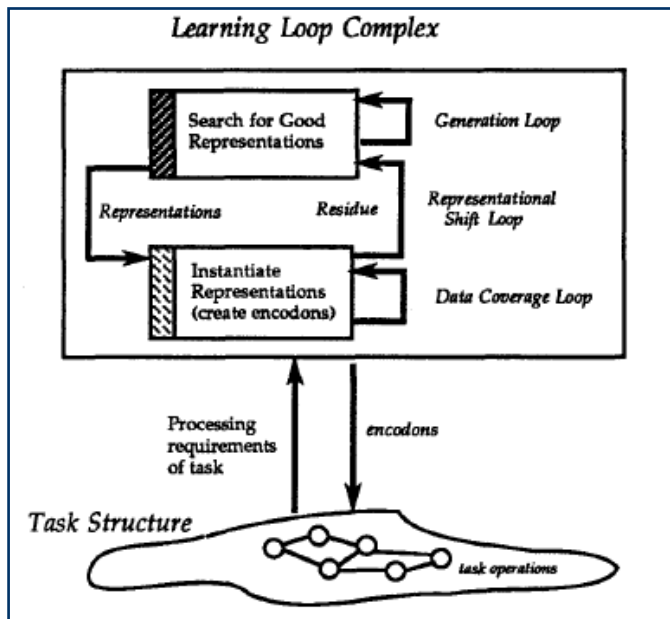 Learning Loop Complex
Search for Good
Representations
Generation Loop
Representations
Residue
Representational
Shift Loop
Instantiate
Representations
(create encodons)
Data Coverage Loop
Processing
requirements
of task
encodons
Task Structure
task operations